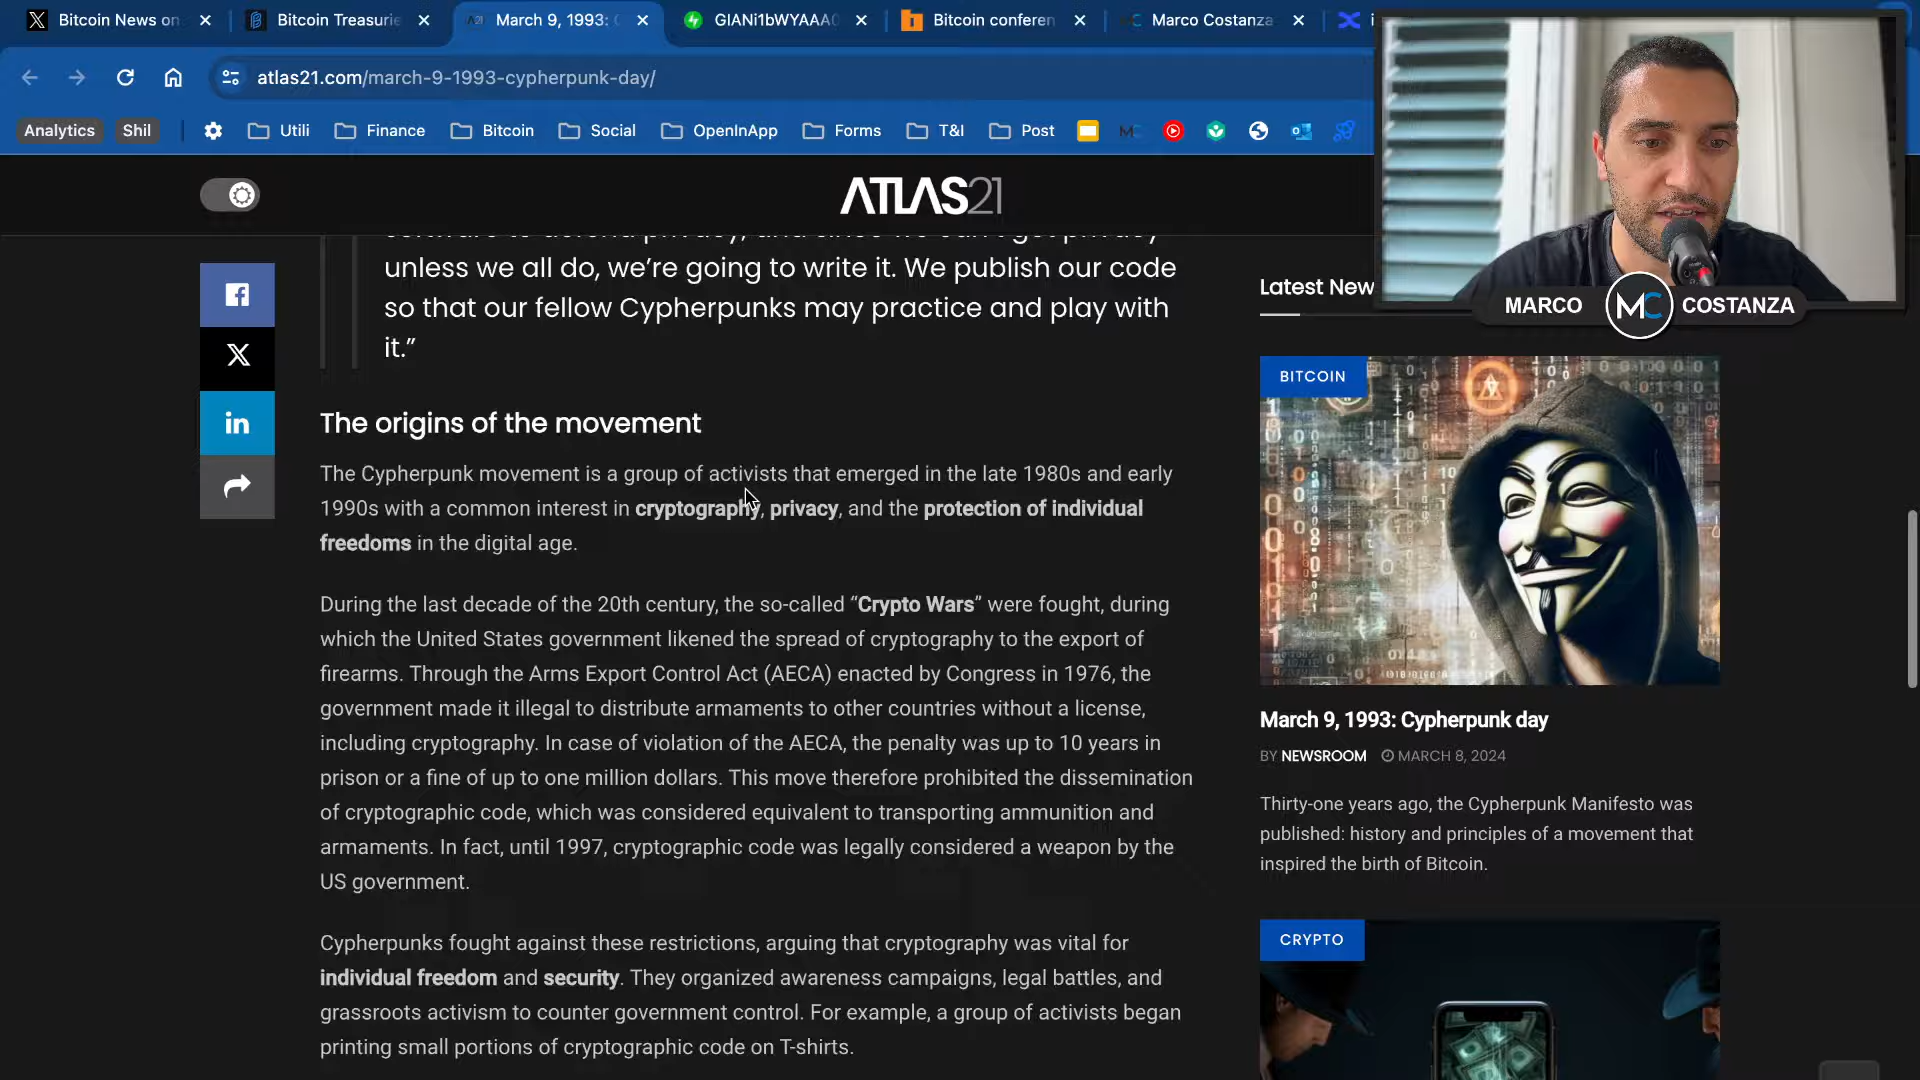 Bitcoin News on
Bitcoin Treasurie
March 9, 1993:
GIANi1bWYAAA
Bitcoin conferen
Marco Costanza
atlas21.com/march-9-1993-cypherpunk-day/
Analytics
Shil
Utili
Finance
Bitcoin
Social
OpenInApp
Forms
T&I
Post
ATLAS21
unless we all do, we’re going to write it. We publish our code
so that our fellow Cypherpunks may practice and play with
it.”
The origins of the movement
The Cypherpunk movement is a group of activists that emerged in the late 1980s and early
1990s with a common interest in cryptography, privacy, and the protection of individual
freedoms in the digital age.
During the last decade of the 20th century, the so-called “Crypto Wars” were fought, during
which the United States government likened the spread of cryptography to the export of
firearms. Through the Arms Export Control Act (AECA) enacted by Congress in 1976, the
government made it illegal to distribute armaments to other countries without a license,
including cryptography. In case of violation of the AECA, the penalty was up to 10 years in
prison or a fine of up to one million dollars. This move therefore prohibited the dissemination
of cryptographic code, which was considered equivalent to transporting ammunition and
armaments. In fact, until 1997, cryptographic code was legally considered a weapon by the
US government.
Cypherpunks fought against these restrictions, arguing that cryptography was vital for
individual freedom and security. They organized awareness campaigns, legal battles, and
grassroots activism to counter government control. For example, a group of activists began
printing small portions of cryptographic code on T-shirts.
MARCO MC COSTANZA
Latest New
BITCOIN
March 9, 1993: Cypherpunk day
BY NEWSROOM MARCH 8, 2024
Thirty-one years ago, the Cypherpunk Manifesto was
published: history and principles of a movement that
inspired the birth of Bitcoin.
CRYPTO